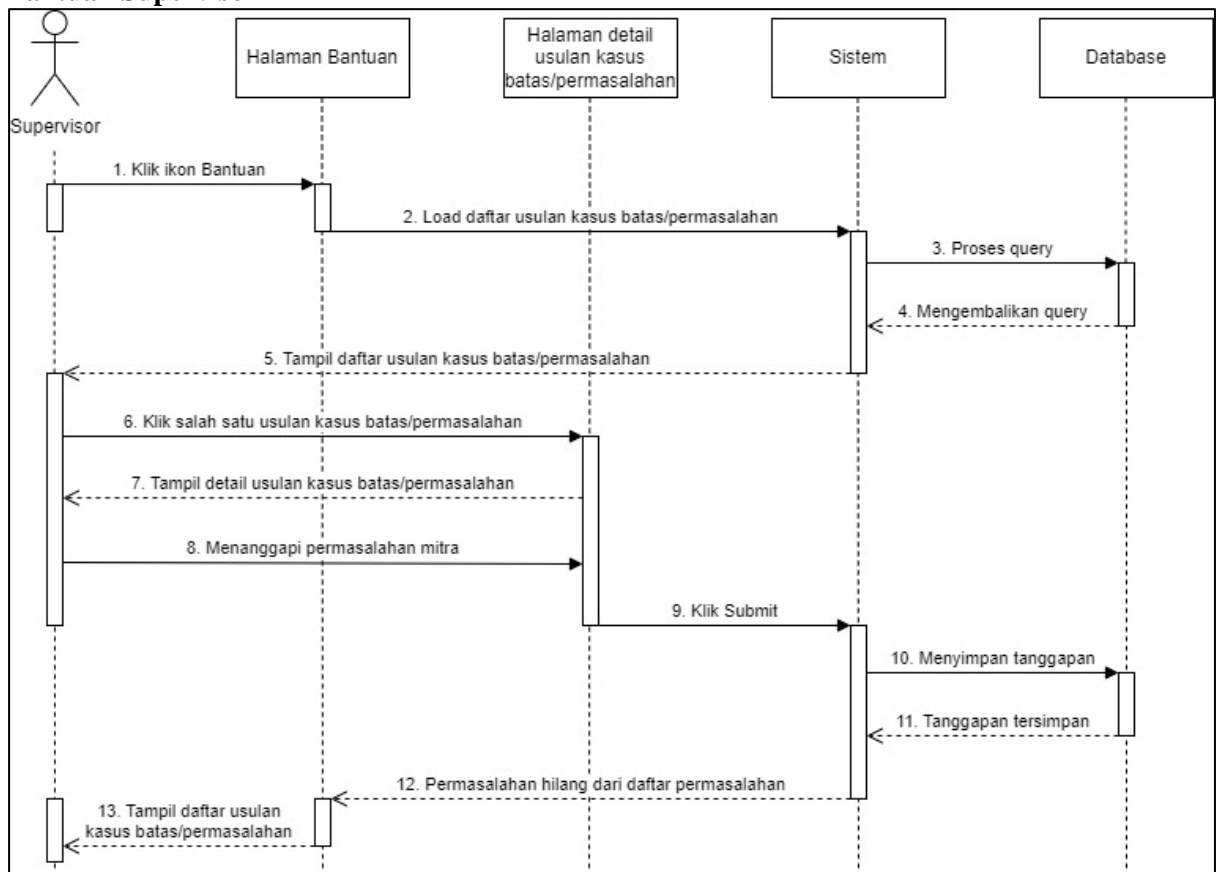 Halaman Bantuan
Halaman detail
usulan kasus
batas/permasalahan
Sistem
Database
Supervisor
1. Klik ikon Bantuan
2. Load daftar usulan kasus batas/permasalahan
3. Proses query
4. Mengembalikan query
5. Tampil daftar usulan kasus batas/permasalahan
6. Klik salah satu usulan kasus batas/permasalahan
7. Tampil detail usulan kasus batas/permasalahan
8. Menanggapi permasalahan mitra
9. Klik Submit
10. Menyimpan tanggapan
11. Tanggapan tersimpan
12. Permasalahan hilang dari daftar permasalahan
13. Tampil daftar usulan
kasus batas/permasalahan